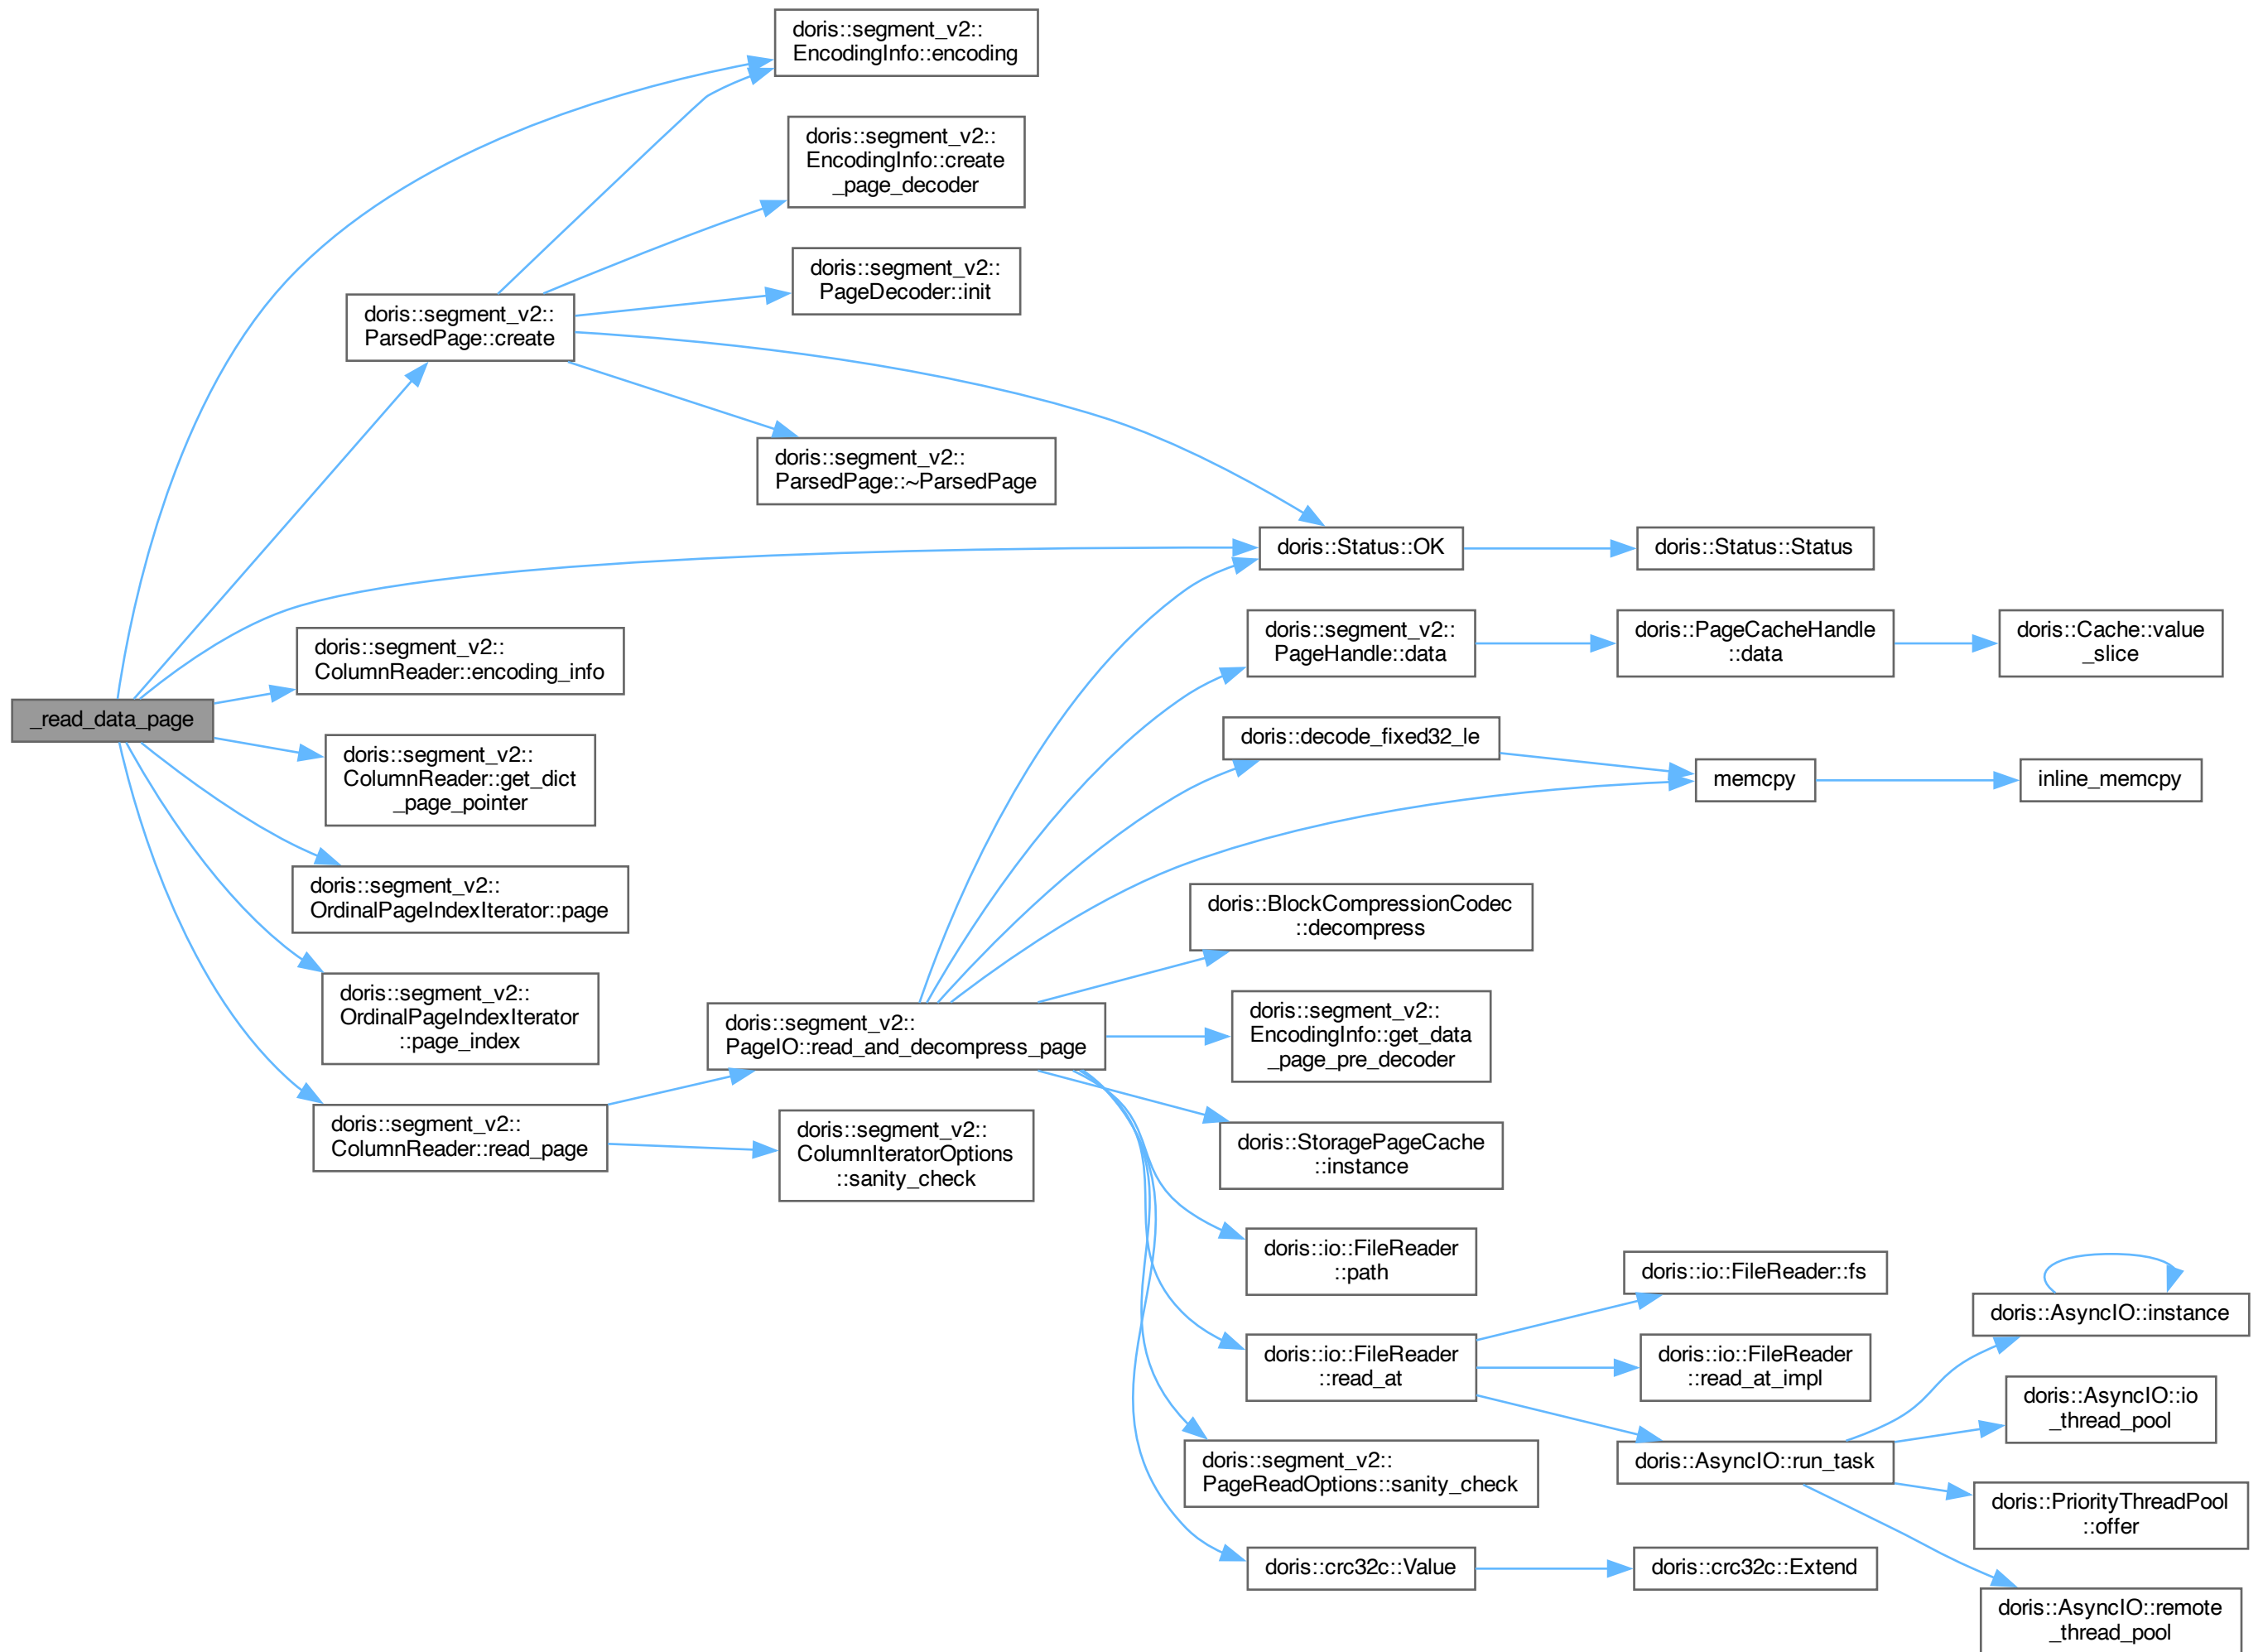 doris::segment_v2::
EncodingInfo::encoding
doris::segment_v2::
EncodingInfo::create
_page_decoder
doris::segment_v2::
PageDecoder::init
doris::segment_v2::
ParsedPage::create
doris::segment_v2::
ParsedPage::~ParsedPage
doris::Status::OK
doris::Status::Status
doris::segment_v2::
ColumnReader::encoding_info
doris::segment_v2::
PageHandle::data
doris::PageCacheHandle
::data
doris::Cache::value
_slice
_read_data_page
doris::segment_v2::
ColumnReader::get_dict
_page_pointer
doris::decode_fixed32_le
memcpy
inline_memcpy
doris::segment_v2::
OrdinalPageIndexIterator::page
doris::BlockCompressionCodec
::decompress
doris::segment_v2::
OrdinalPageIndexIterator
::page_index
doris::segment_v2::
PageIO::read_and_decompress_page
doris::segment_v2::
EncodingInfo::get_data
_page_pre_decoder
doris::segment_v2::
ColumnReader::read_page
doris::segment_v2::
ColumnIteratorOptions
::sanity_check
doris::StoragePageCache
::instance
doris::io::FileReader
::path
doris::io::FileReader::fs
doris::AsyncIO::instance
doris::io::FileReader
::read_at
doris::io::FileReader
::read_at_impl
doris::AsyncIO::io
_thread_pool
doris::segment_v2::
PageReadOptions::sanity_check
doris::AsyncIO::run_task
doris::PriorityThreadPool
::offer
doris::crc32c::Value
doris::crc32c::Extend
doris::AsyncIO::remote
_thread_pool